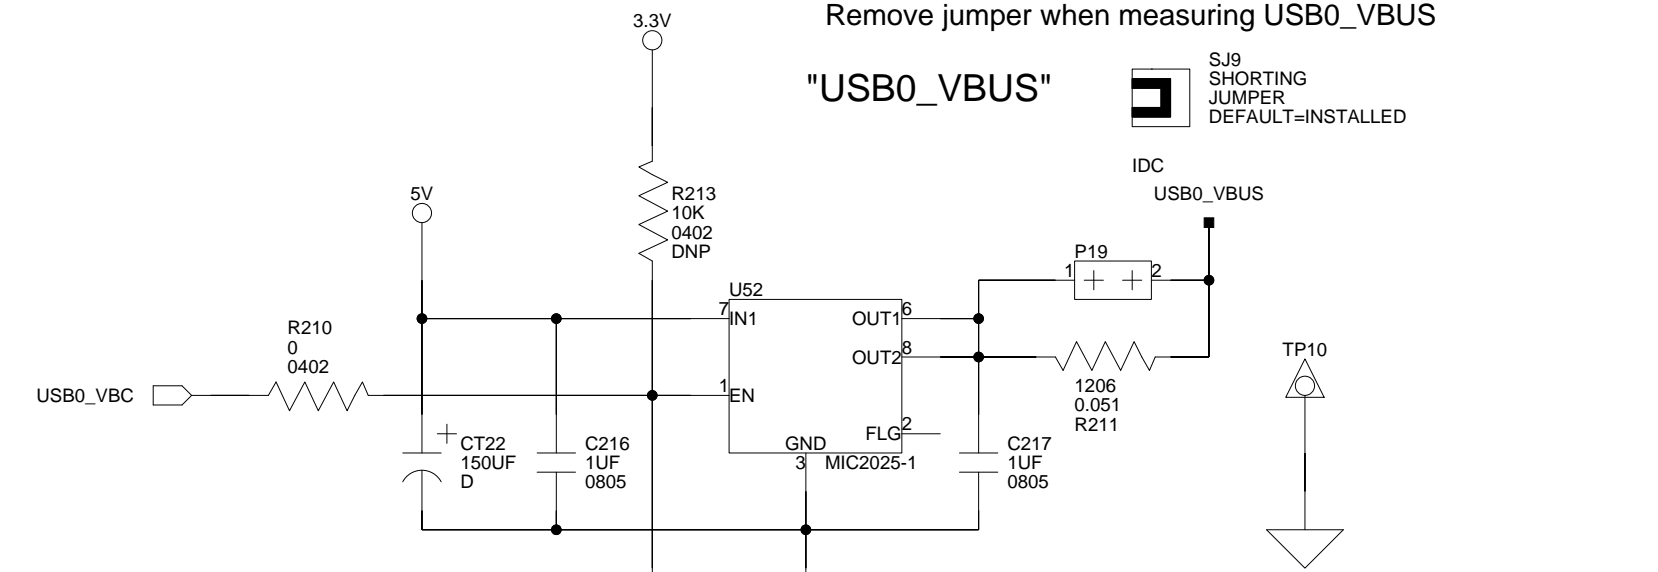 Remove jumper when measuring USB0_VBUS
3.3V
"USB0_VBUS"
SJ9
SHORTING
JUMPER
DEFAULT=INSTALLED
IDC
USB0_VBUS
5V
R213
10K
0402
DNP
P19
1
2
U52
7
IN1
OUT1
6
R210
0
0402
OUT2
8
TP10
USB0_VBC
1
EN
1206
0.051
R211
FLG
2
GND
3
MIC2025-1
CT22
150UF
D
C216
1UF
0805
C217
1UF
0805